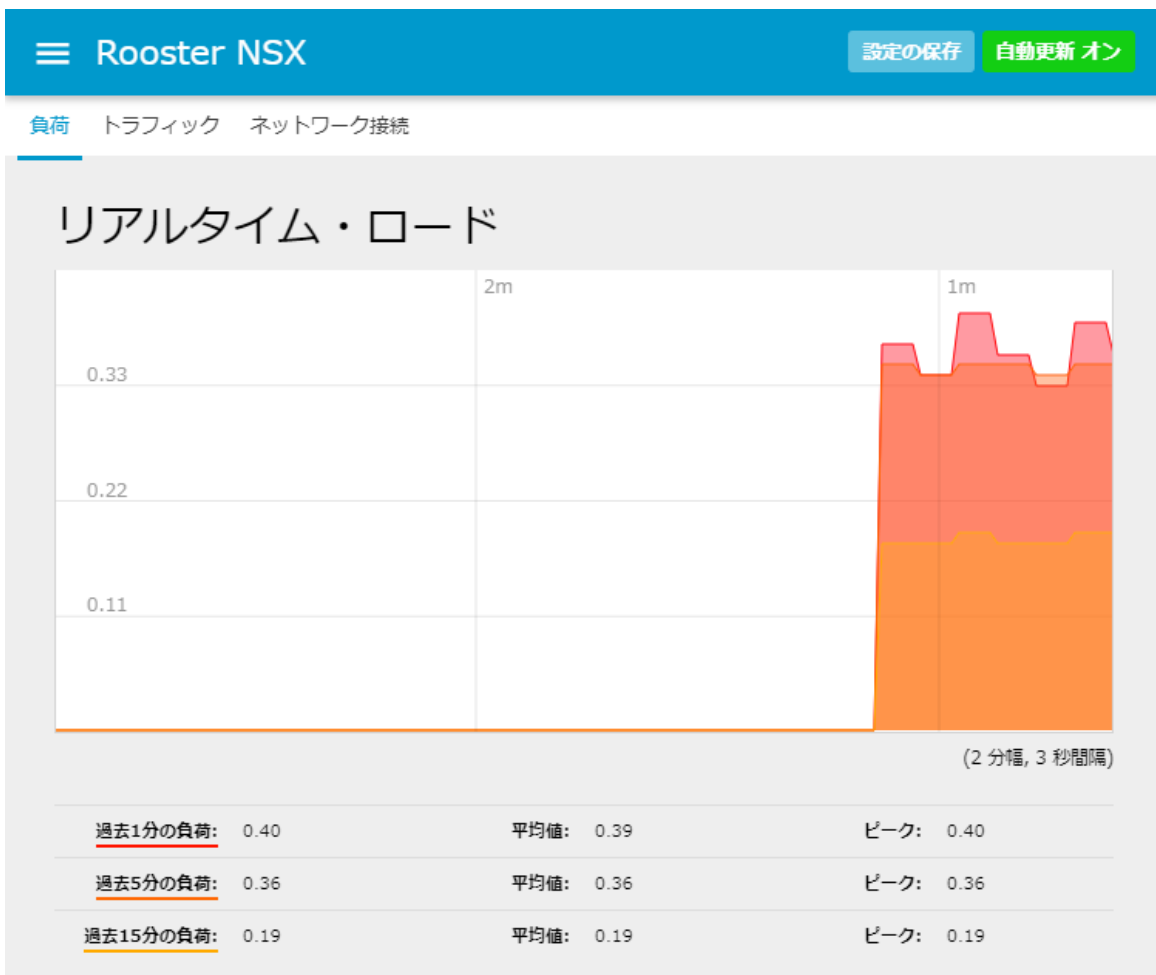 Rooster NSX 設定の保存 自動更新 オン
負荷 トラフィック ネットワーク接続
リアルタイム・ロード
2m 1m
0.33
0.22
0.11
(2 分幅, 3 秒間隔)
過去1分の負荷: 0.40 平均値: 0.39 ピーク: 0.40
過去5分の負荷: 0.36 平均値: 0.36 ピーク: 0.36
過去15分の負荷: 0.19 平均値: 0.19 ピーク: 0.19